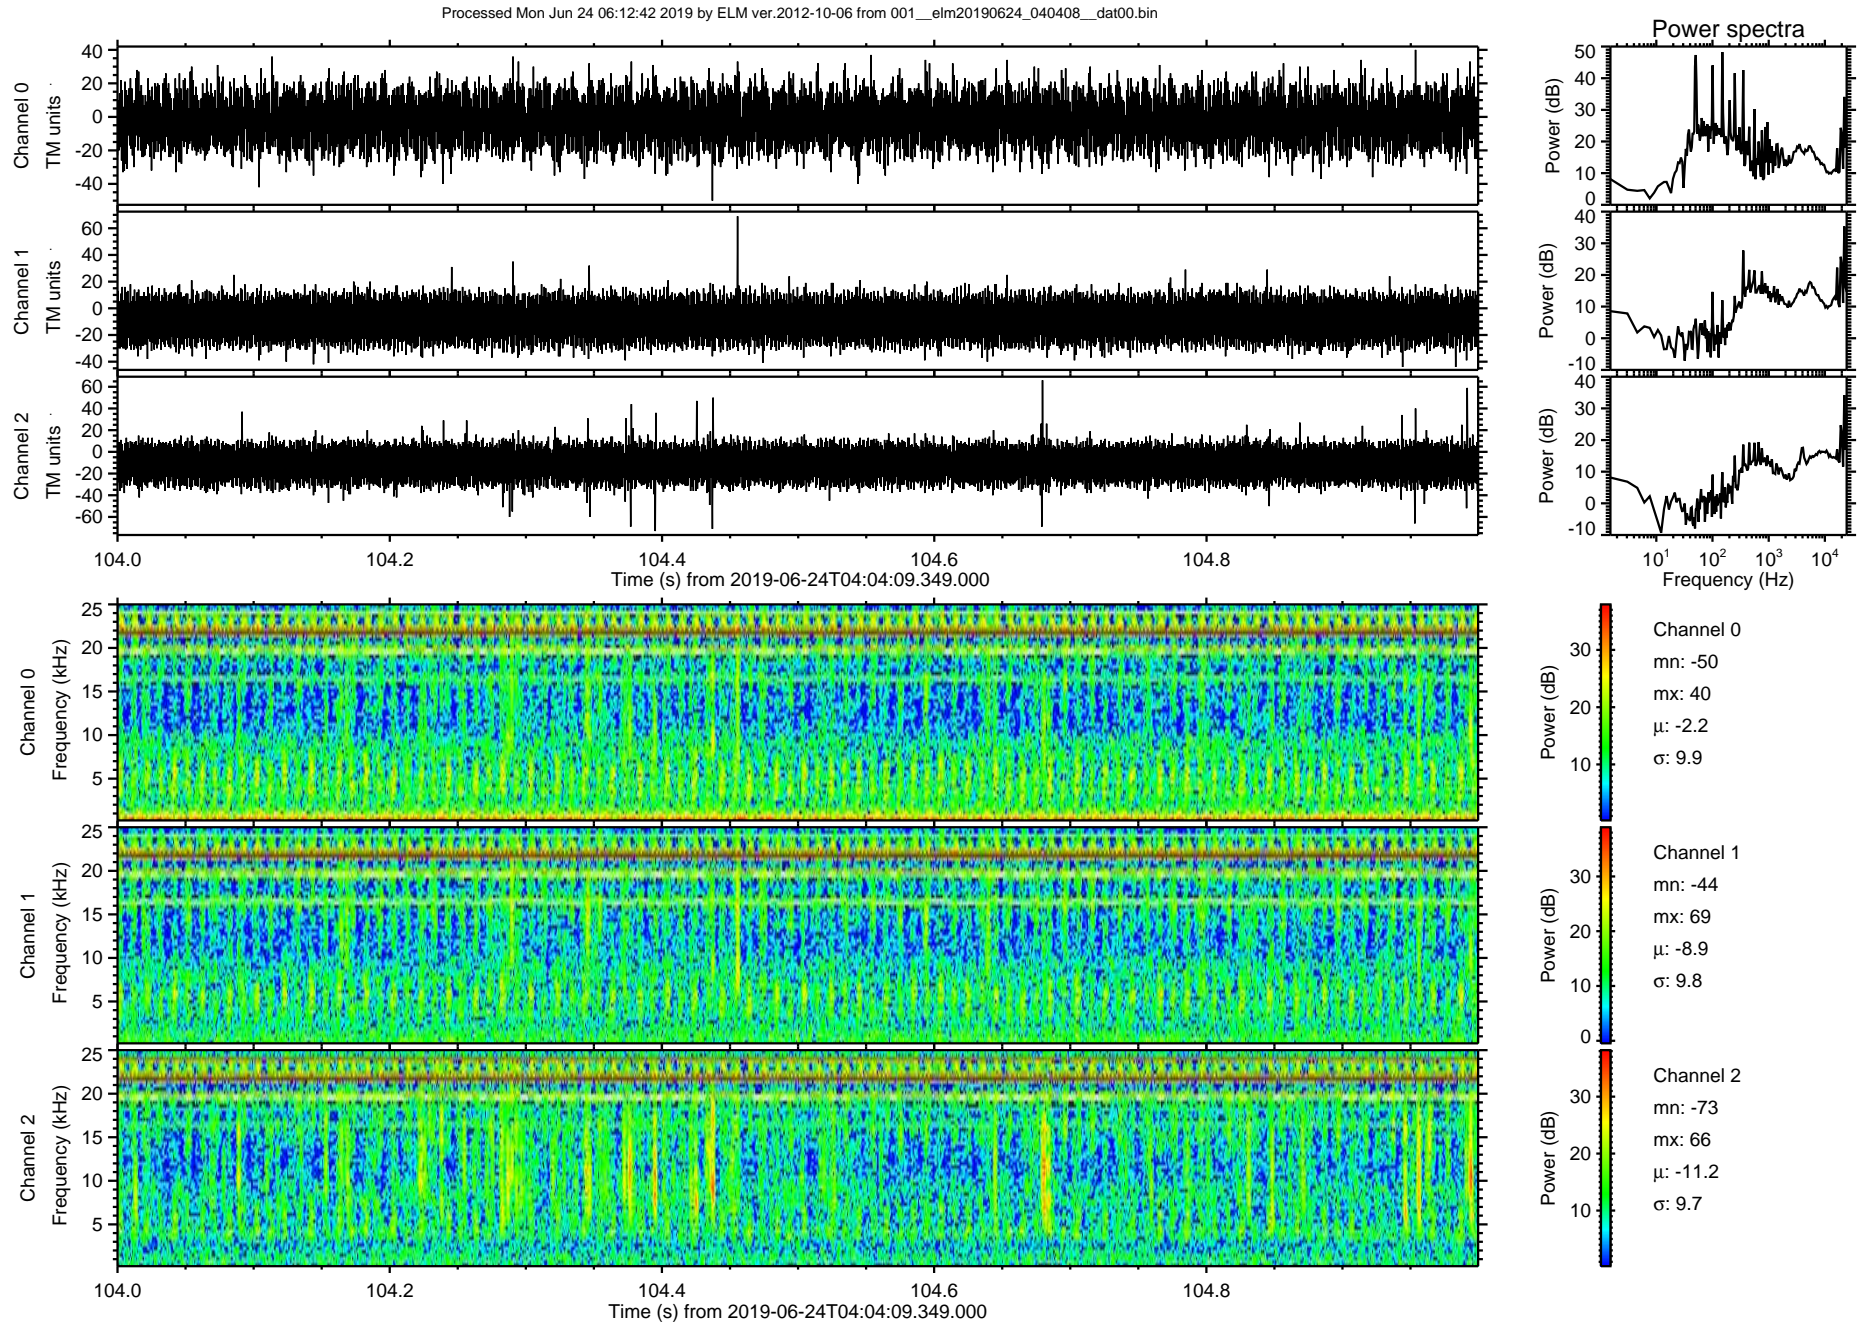 Processed Mon Jun 24 06:12:42 2019 by ELM ver.2012-10-06 from 001__elm20190624_040408__dat00.bin
Power spectra
Channel 0
TM units
40
20
0
-20
-40
Power (dB)
50
40
30
20
10
0
Channel 1
TM units
60
40
20
0
-20
-40
Power (dB)
40
30
20
10
0
-10
Channel 2
TM units
60
40
20
0
-20
-40
-60
Power (dB)
40
30
20
10
0
-10
104.0 104.2 104.4 104.6 104.8
Time (s) from 2019-06-24T04:04:09.349.000
10^1 10^2 10^3 10^4
Frequency (Hz)
Channel 0
Frequency (kHz)
25
20
15
10
5
Power (dB)
30
20
10
Channel 0
mn: -50
mx: 40
μ: -2.2
σ: 9.9
Channel 1
Frequency (kHz)
25
20
15
10
5
Power (dB)
30
20
10
0
Channel 1
mn: -44
mx: 69
μ: -8.9
σ: 9.8
Channel 2
Frequency (kHz)
25
20
15
10
5
Power (dB)
30
20
10
Channel 2
mn: -73
mx: 66
μ: -11.2
σ: 9.7
104.0 104.2 104.4 104.6 104.8
Time (s) from 2019-06-24T04:04:09.349.000